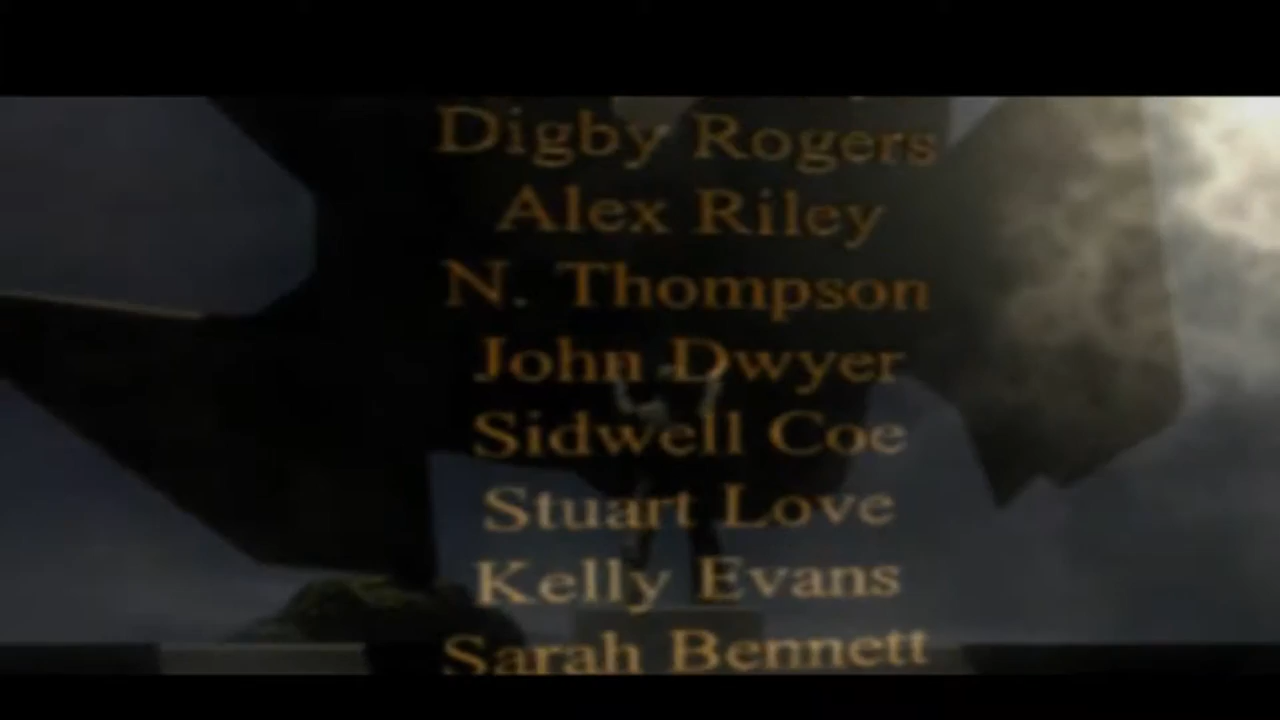 Digby Rogers
Alex Riley
N. Thompson
John Dwyer
Sidwell Coe
Stuart Love
Kelly Evans
Sarah Bennett